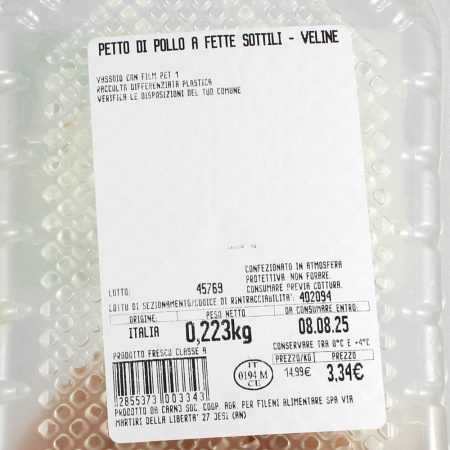 PETTO DI POLLO A FETTE SOTTILI - VELINE
VASSOIO CON FILM PET 1
RACCOLTA DIFFERENZIATA PLASTICA
VERIFICA LE DISPOSIZIONI DEL TUO COMUNE
CONFEZIONATO IN ATMOSFERA
PROTETTIVA. NON FORARE.
CONSUMARE PREVIA COTTURA.
LOTTO: 45769
LOTTO DI SEZIONAMENTO/CODICE DI RINTRACCIABILITA': 402094
ORIGINE: PESO NETTO DA CONSUMARE ENTRO:
ITALIA 0,223kg 08.08.25
CONSERVARE TRA 0°C E +4°C
PRODOTTO FRESCO CLASSE A
PREZZO/KG PREZZO
14,99€ 3,34€
IT
0194 M
CE
2855373 003343
PRODOTTO DA CARNJ SOC. COOP. AGR. PER FILENI ALIMENTARE SPA VIA
MARTIRI DELLA LIBERTA' 27 JESI (AN)